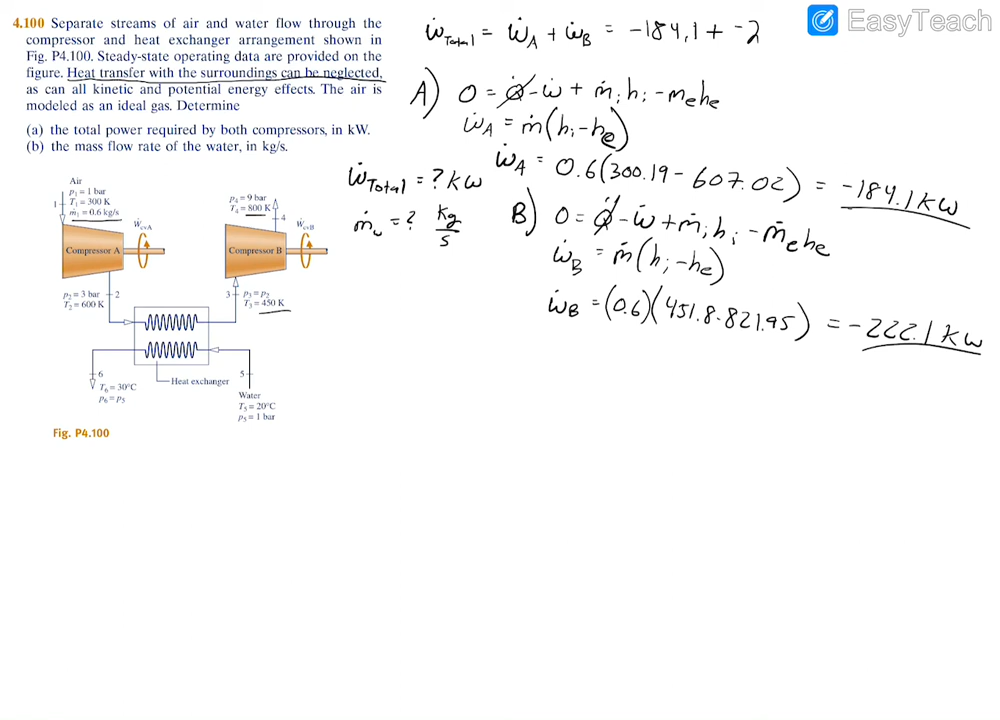 4.100 Separate streams of air and water flow through the
compressor and heat exchanger arrangement shown in
Fig. P4.100. Steady-state operating data are provided on the
figure. Heat transfer with the surroundings can be neglected,
as can all kinetic and potential energy effects. The air is
modeled as an ideal gas. Determine
(a) the total power required by both compressors, in kW.
(b) the mass flow rate of the water, in kg/s.
Air
p₁ = 1 bar
T₁ = 300 K
ṁ₁ = 0.6 kg/s
1
Ẇcv A
Compressor A
p₂ = 3 bar
T₂ = 600 K
2
p₄ = 9 bar
T₄ = 800 K
4
Ẇcv B
Compressor B
3
p₃ = p₂
T₃ = 450 K
6
T₆ = 30°C
p₆ = p₅
Heat exchanger
5
Water
T₅ = 20°C
p₅ = 1 bar
Fig. P4.100
ẇTotal = ? kW
ṁw = ? kg/s
EasyTeach
ẇTotal = ẇA + ẇB = -184,1 + -2
A) 0 = Q̇ - ẇ + ṁᵢhᵢ - mₑhₑ
ẇA = ṁ(hᵢ - hₑ)
ẇA = 0.6(300.19 - 607.02) = -184.1 kW
B) 0 = Q̇ - ẇ + ṁᵢhᵢ - ṁₑhₑ
ẇB = ṁ(hᵢ - hₑ)
ẇB = (0.6)(451.8-821.95) = -222.1 kW